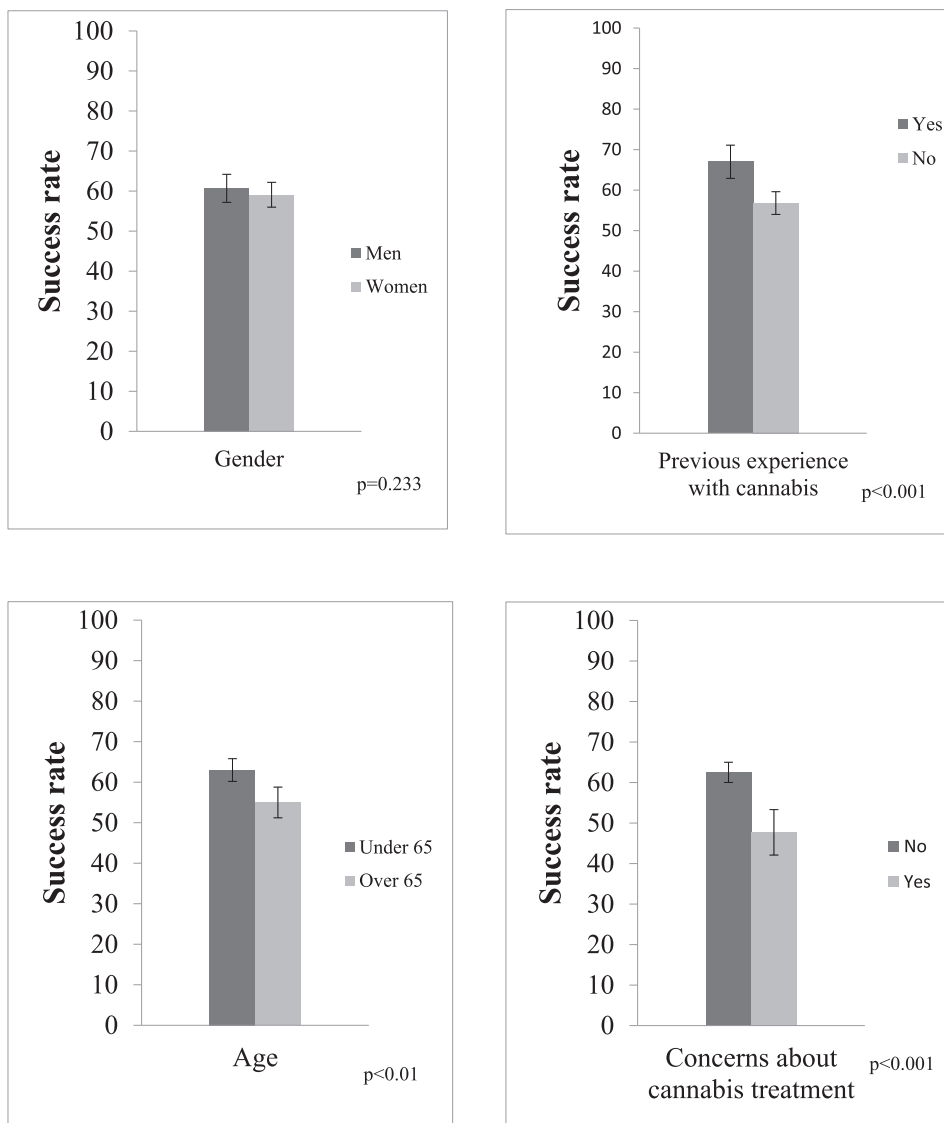 100
90
80
70
60
50
40
30
20
10
0
Success rate
Men
Women
Gender
p=0.233
100
90
80
70
60
50
40
30
20
10
0
Success rate
Yes
No
Previous experience
with cannabis
p<0.001
100
90
80
70
60
50
40
30
20
10
0
Success rate
Under 65
Over 65
Age
p<0.01
100
90
80
70
60
50
40
30
20
10
0
Success rate
No
Yes
Concerns about
cannabis treatment
p<0.001